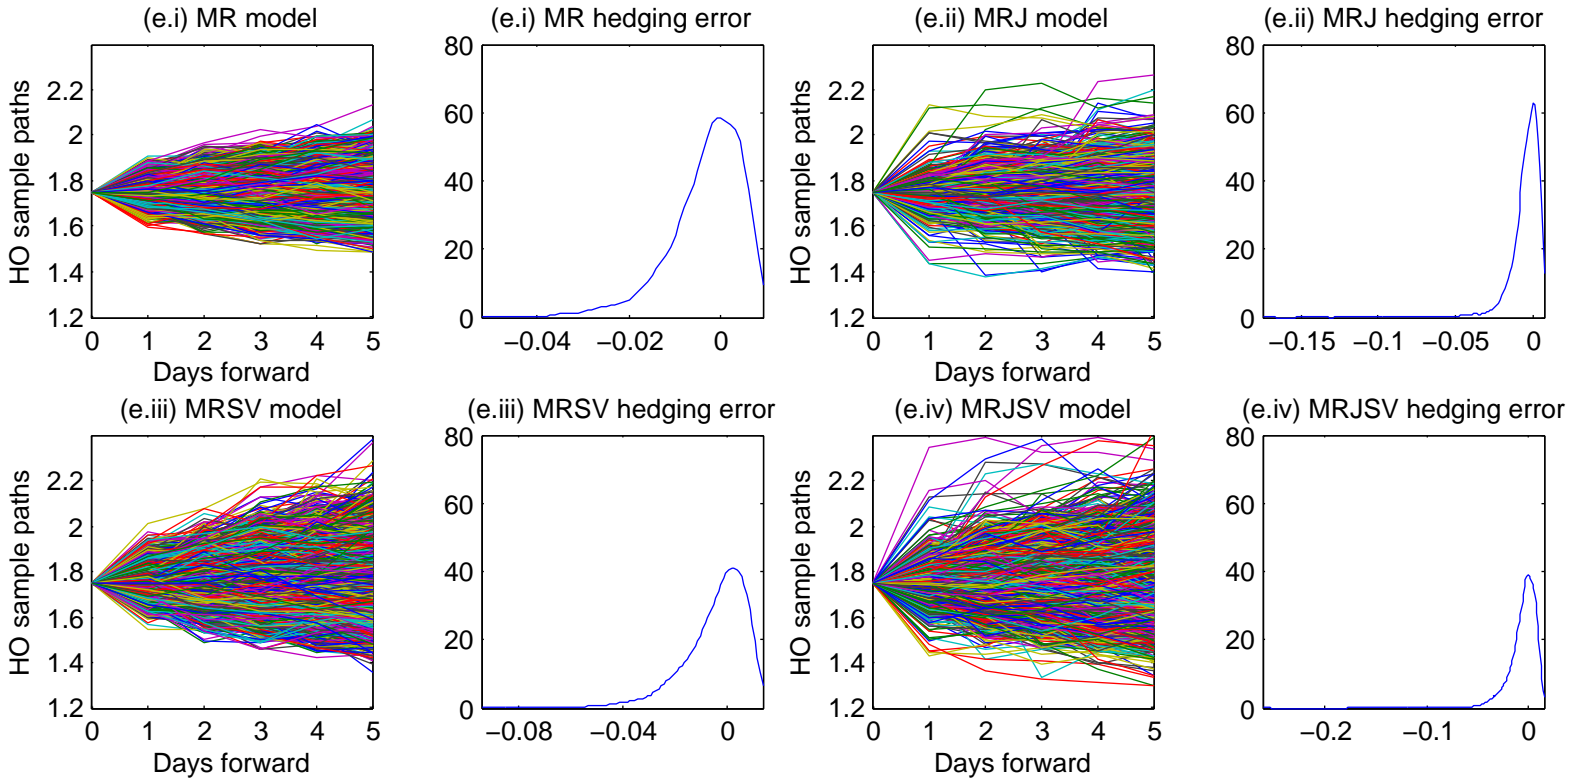 (e.i) MR model
HO sample paths
2.2
2
1.8
1.6
1.4
1.2
0 1 2 3 4 5
Days forward
(e.i) MR hedging error
80
60
40
20
0
−0.04 −0.02 0
(e.ii) MRJ model
HO sample paths
2.2
2
1.8
1.6
1.4
1.2
0 1 2 3 4 5
Days forward
(e.ii) MRJ hedging error
80
60
40
20
0
−0.15 −0.1 −0.05 0
(e.iii) MRSV model
HO sample paths
2.2
2
1.8
1.6
1.4
1.2
0 1 2 3 4 5
Days forward
(e.iii) MRSV hedging error
80
60
40
20
0
−0.08 −0.04 0
(e.iv) MRJSV model
HO sample paths
2.2
2
1.8
1.6
1.4
1.2
0 1 2 3 4 5
Days forward
(e.iv) MRJSV hedging error
80
60
40
20
0
−0.2 −0.1 0